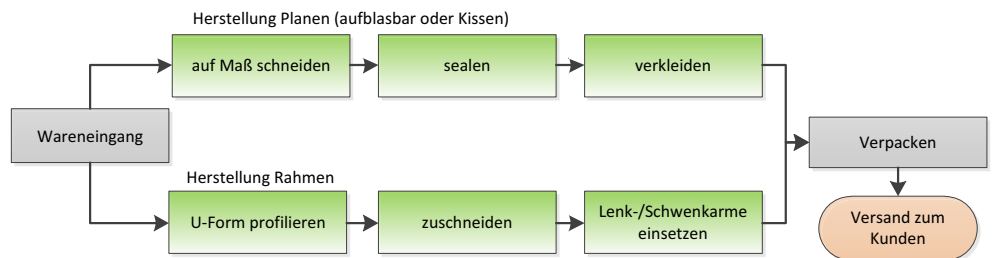 Herstellung Planen (aufblasbar oder Kissen)
auf Maß schneiden
sealen
verkleiden
Wareneingang
Verpacken
Herstellung Rahmen
U-Form profilieren
zuschneiden
Lenk-/Schwenkarme
einsetzen
Versand zum
Kunden